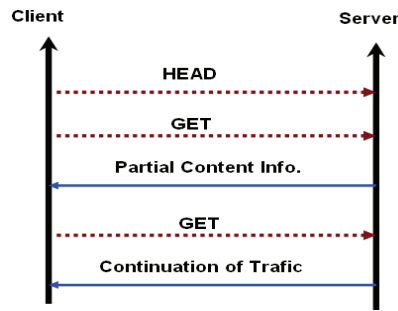 Client
Server
HEAD
GET
Partial Content Info.
GET
Continuation of Trafic